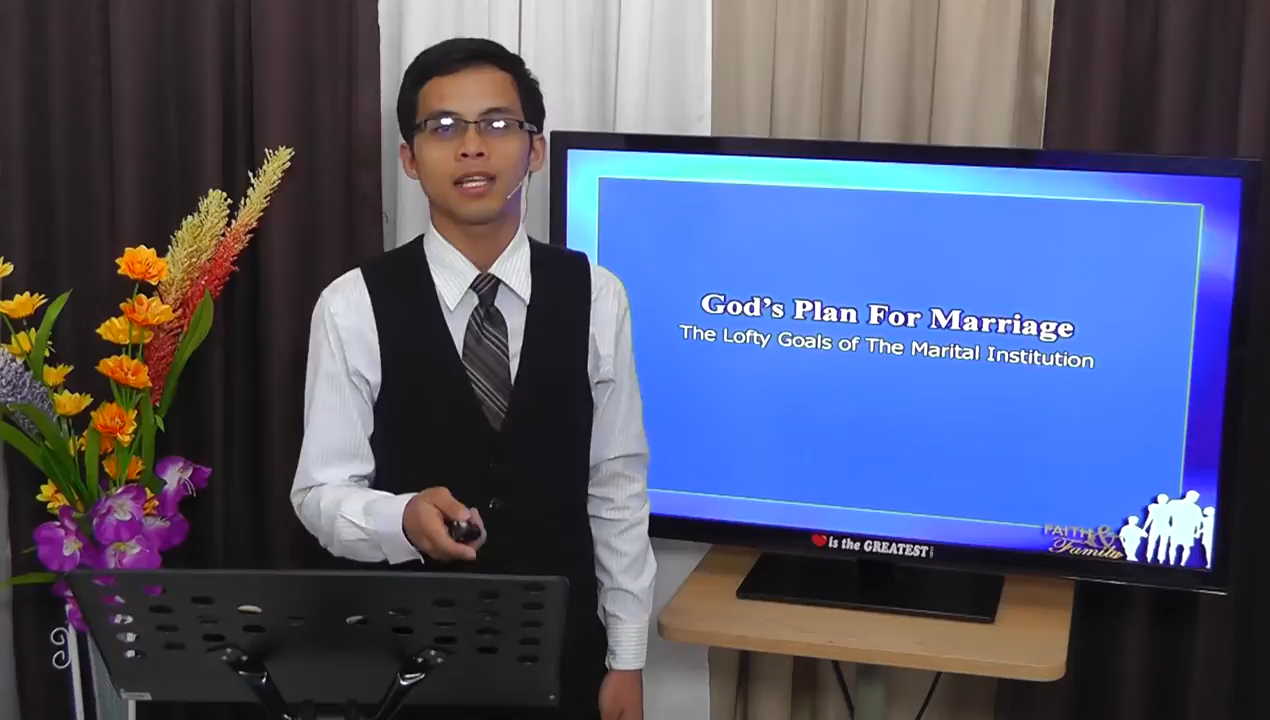 God's Plan For Marriage
The Lofty Goals of The Marital Institution
FAITH &
Family
is the GREATEST!